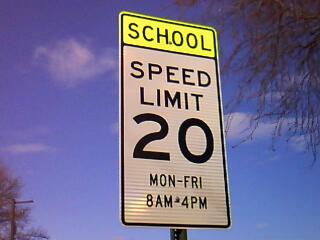 SCHOOL
SPEED
LIMIT
20
MON-FRI
8AM-4PM